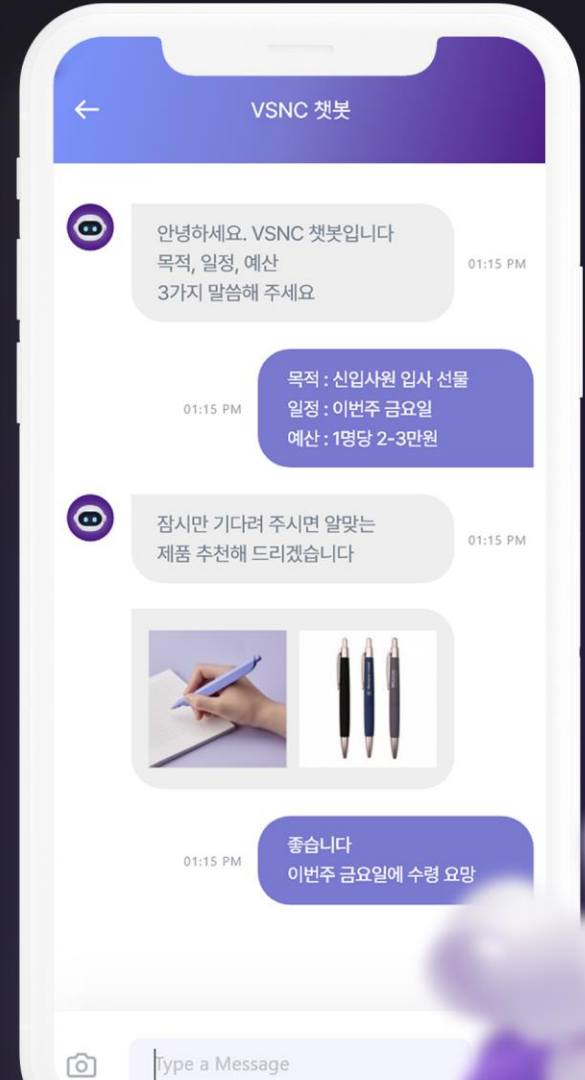 VSNC 챗봇
안녕하세요. VSNC 챗봇입니다
목적, 일정, 예산
3가지 말씀해 주세요
01:15 PM
목적 : 신입사원 입사 선물
일정 : 이번주 금요일
예산 : 1명당 2-3만원
01:15 PM
잠시만 기다려 주시면 알맞는
제품 추천해 드리겠습니다
01:15 PM
좋습니다
이번주 금요일에 수령 요망
01:15 PM
Type a Message